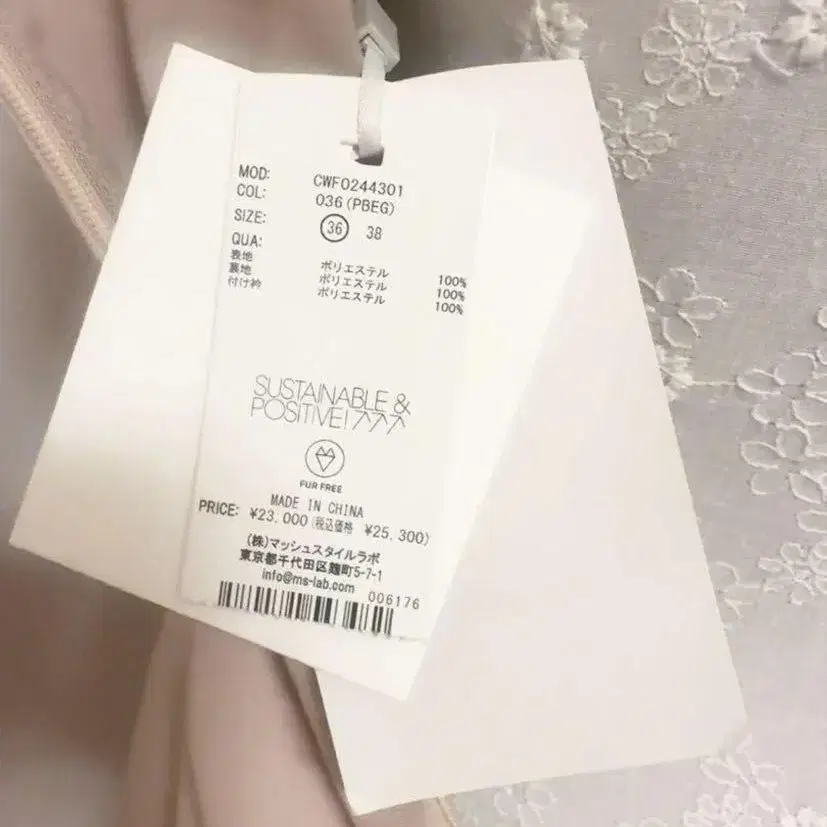 MOD: CWFO244301
COL: 036(PBEG)
SIZE: 36 38
QUA:
表地 ポリエステル 100%
裏地 ポリエステル 100%
付け衿 ポリエステル 100%
SUSTAINABLE &
POSITIVE!
FUR FREE
MADE IN CHINA
PRICE: ¥23,000(税込価格 ¥25,300)
(株)マッシュスタイルラボ
東京都千代田区麹町5-7-1
info@ms-lab.com
006176